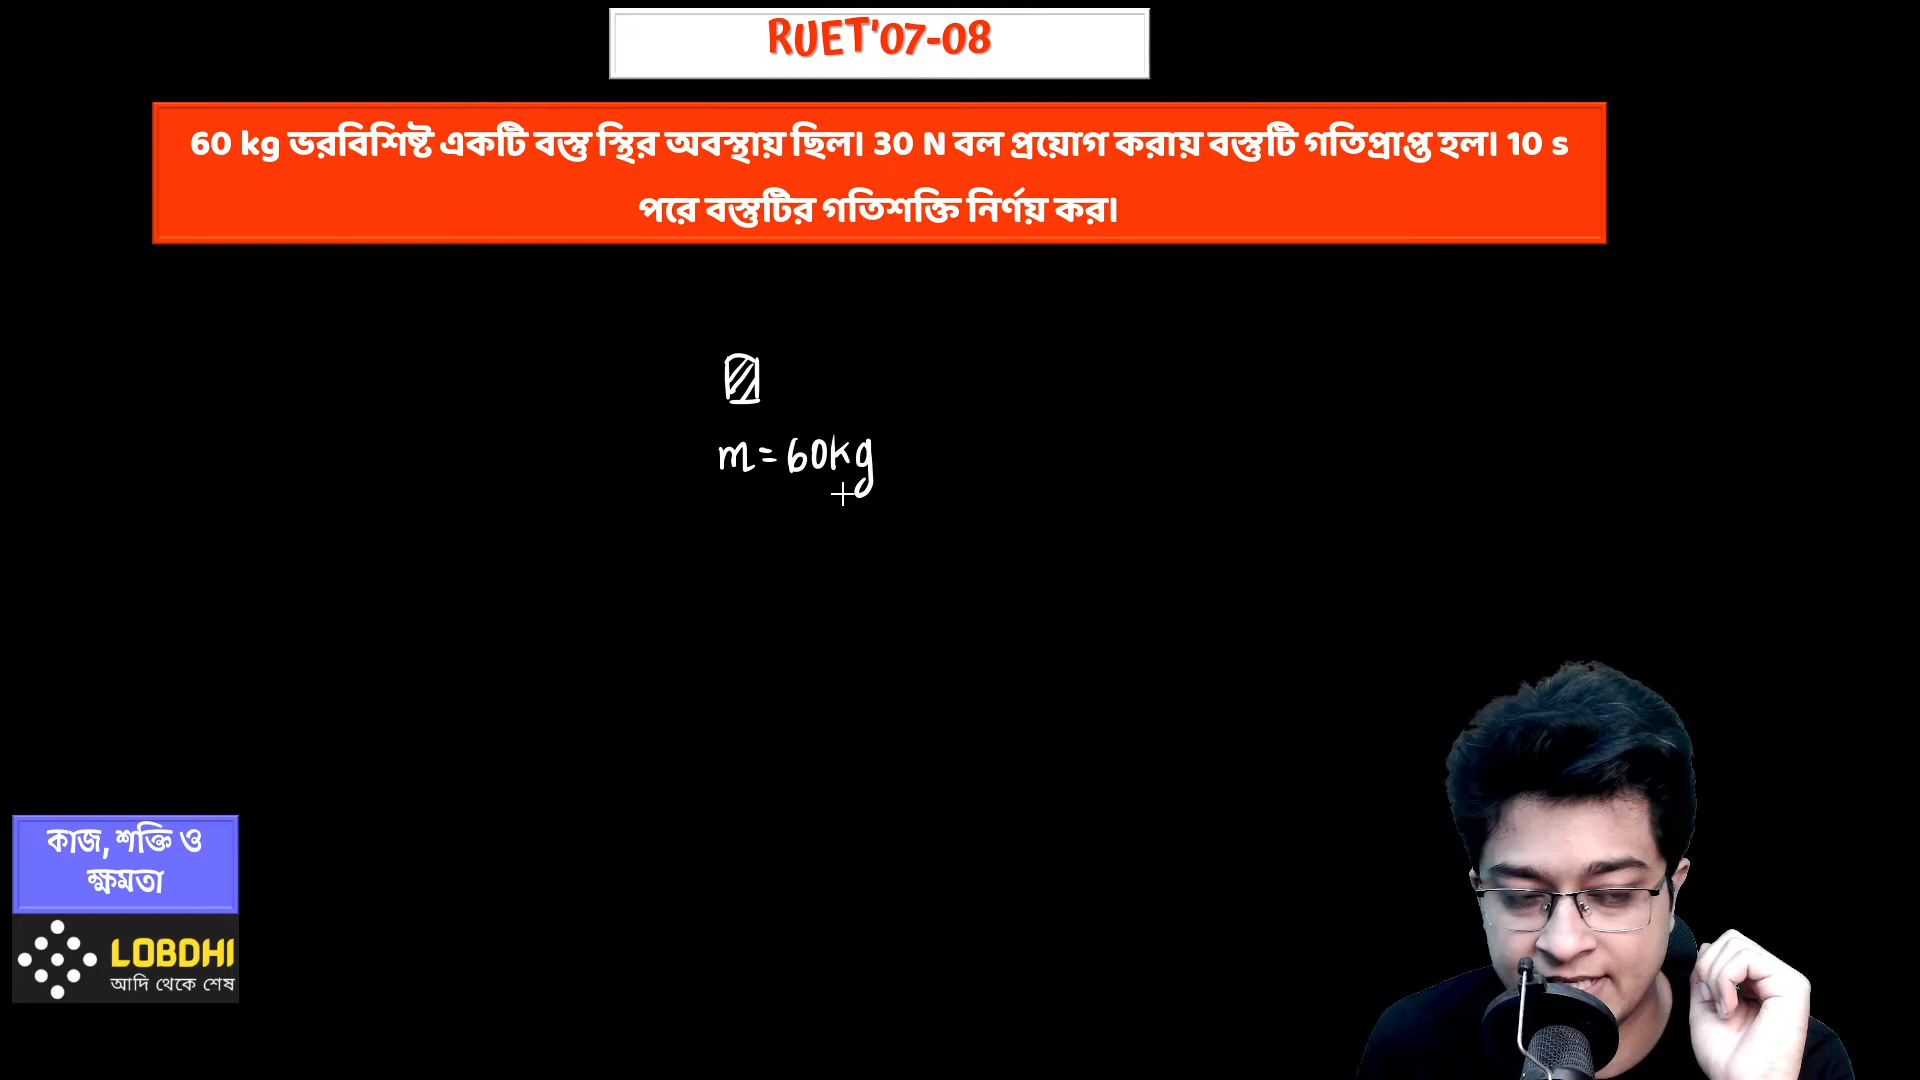 RUET'07-08
60 kg ভরবিশিষ্ট একটি বস্তু স্থির অবস্থায় ছিল। 30 N বল প্রয়োগ করায় বস্তুটি গতিপ্রাপ্ত হল। 10 s
পরে বস্তুটির গতিশক্তি নির্ণয় কর।
m = 60kg
কাজ, শক্তি ও
ক্ষমতা
LOBDHI
আদি থেকে শেষ